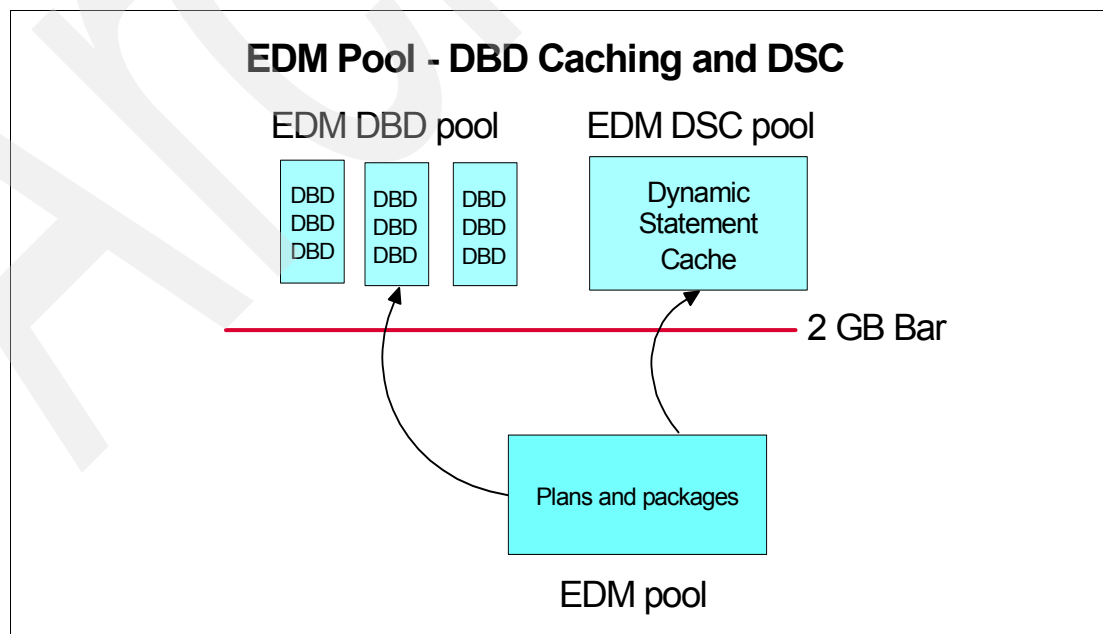 EDM Pool - DBD Caching and DSC
EDM DBD pool
EDM DSC pool
DBD
DBD
DBD
DBD
DBD
DBD
DBD
DBD
DBD
Dynamic
Statement
Cache
2 GB Bar
Plans and packages
EDM pool